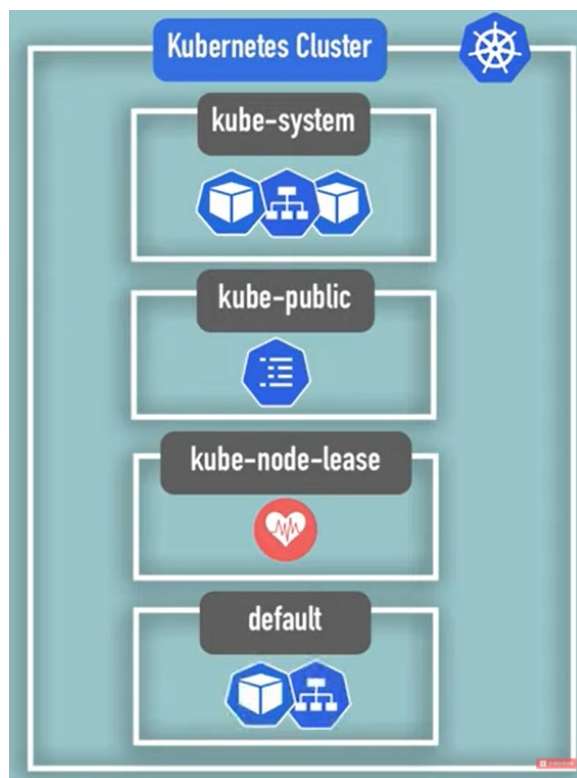 Kubernetes Cluster
kube-system
kube-public
kube-node-lease
default